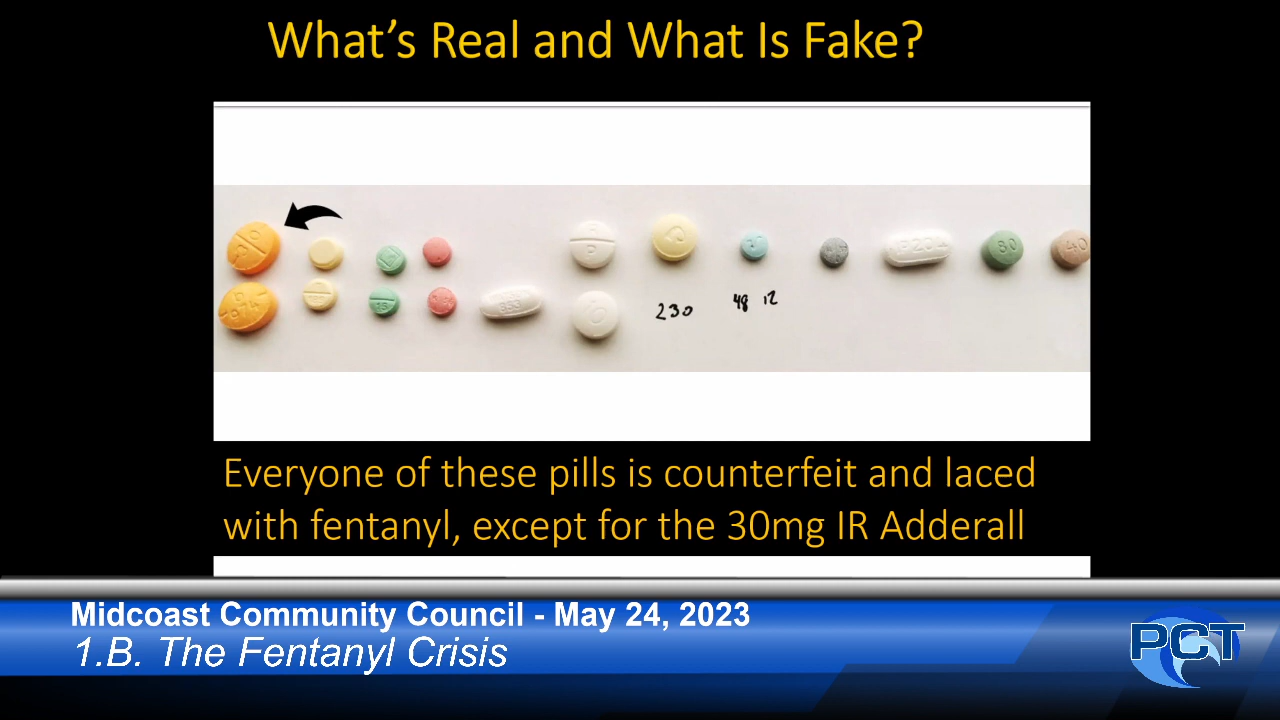 What's Real and What Is Fake?
230
48 12
80
40
Everyone of these pills is counterfeit and laced
with fentanyl, except for the 30mg IR Adderall
Midcoast Community Council - May 24, 2023
1.B. The Fentanyl Crisis
PCT